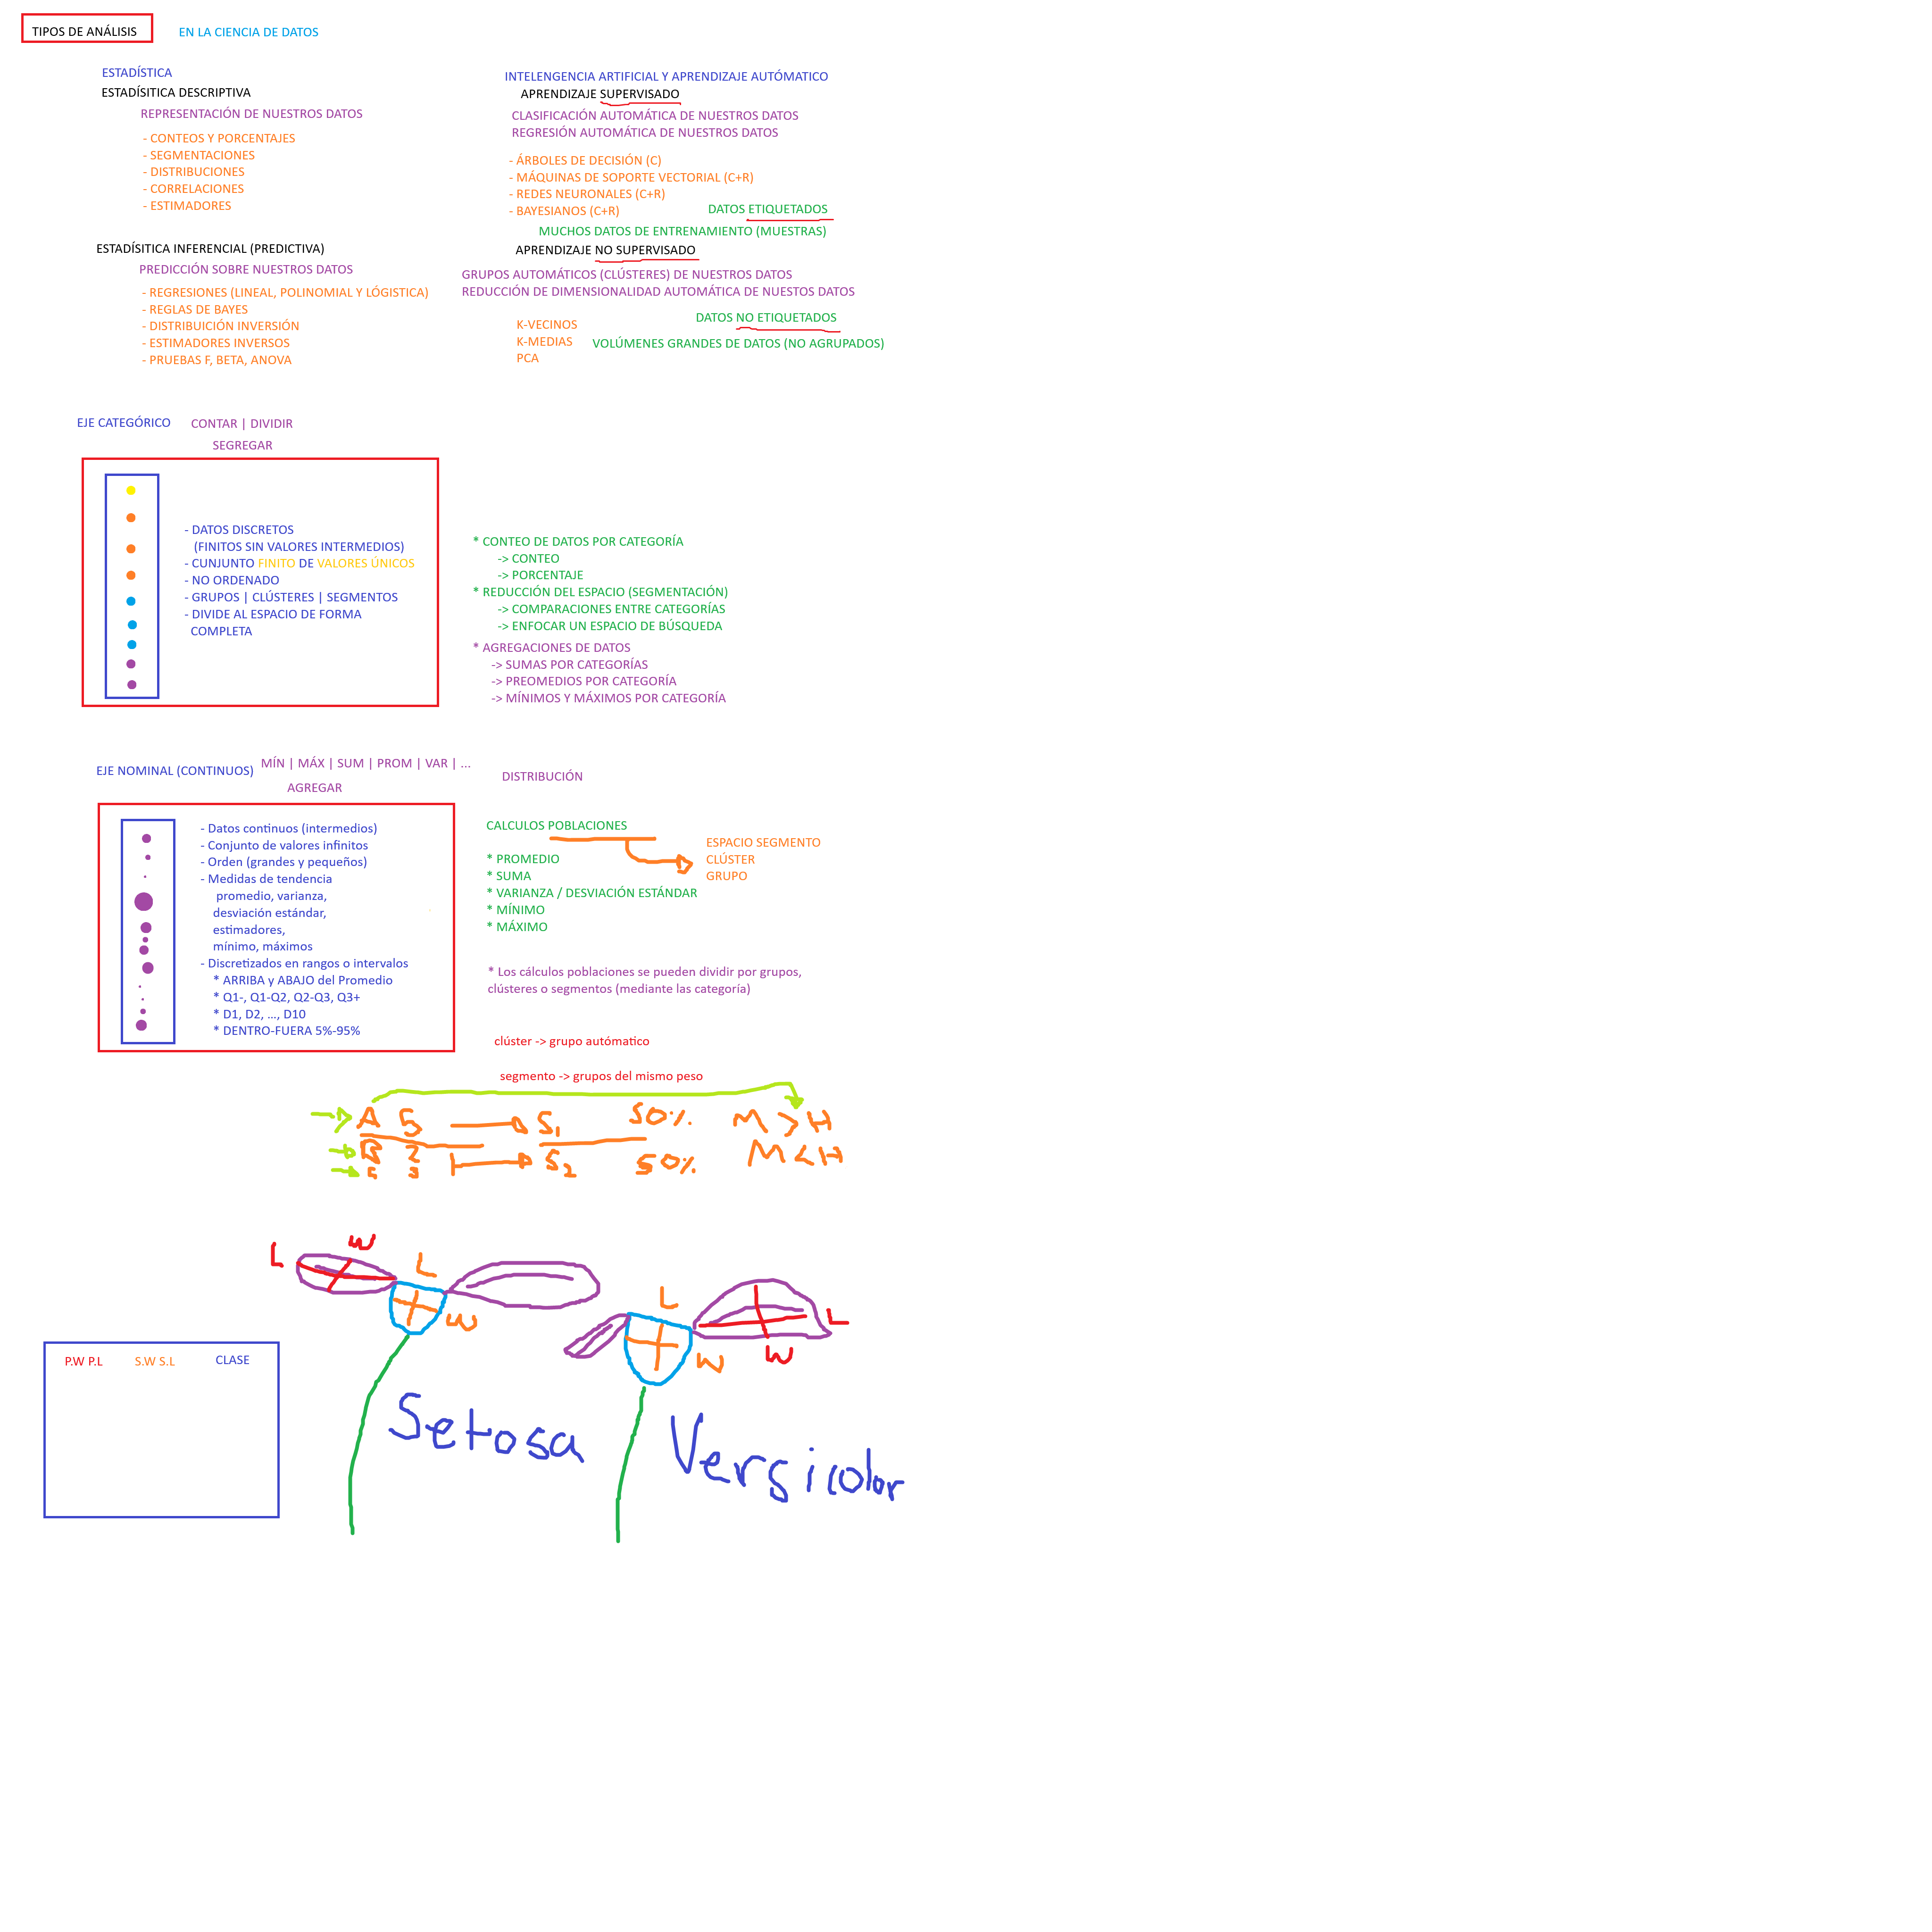 TIPOS DE ANÁLISIS
EN LA CIENCIA DE DATOS
ESTADÍSTICA
ESTADÍSITICA DESCRIPTIVA
REPRESENTACIÓN DE NUESTROS DATOS
- CONTEOS Y PORCENTAJES
- SEGMENTACIONES
- DISTRIBUCIONES
- CORRELACIONES
- ESTIMADORES
ESTADÍSITICA INFERENCIAL (PREDICTIVA)
PREDICCIÓN SOBRE NUESTROS DATOS
- REGRESIONES (LINEAL, POLINOMIAL Y LÓGISTICA)
- REGLAS DE BAYES
- DISTRIBUICIÓN INVERSIÓN
- ESTIMADORES INVERSOS
- PRUEBAS F, BETA, ANOVA
INTELENGENCIA ARTIFICIAL Y APRENDIZAJE AUTÓMATICO
APRENDIZAJE SUPERVISADO
CLASIFICACIÓN AUTOMÁTICA DE NUESTROS DATOS
REGRESIÓN AUTOMÁTICA DE NUESTROS DATOS
- ÁRBOLES DE DECISIÓN (C)
- MÁQUINAS DE SOPORTE VECTORIAL (C+R)
- REDES NEURONALES (C+R)
- BAYESIANOS (C+R)
DATOS ETIQUETADOS
MUCHOS DATOS DE ENTRENAMIENTO (MUESTRAS)
APRENDIZAJE NO SUPERVISADO
GRUPOS AUTOMÁTICOS (CLÚSTERES) DE NUESTROS DATOS
REDUCCIÓN DE DIMENSIONALIDAD AUTOMÁTICA DE NUESTOS DATOS
DATOS NO ETIQUETADOS
K-VECINOS
K-MEDIAS
PCA
VOLÚMENES GRANDES DE DATOS (NO AGRUPADOS)
EJE CATEGÓRICO
CONTAR | DIVIDIR
SEGREGAR
- DATOS DISCRETOS
(FINITOS SIN VALORES INTERMEDIOS)
- CUNJUNTO FINITO DE VALORES ÚNICOS
- NO ORDENADO
- GRUPOS | CLÚSTERES | SEGMENTOS
- DIVIDE AL ESPACIO DE FORMA
COMPLETA
* CONTEO DE DATOS POR CATEGORÍA
-> CONTEO
-> PORCENTAJE
* REDUCCIÓN DEL ESPACIO (SEGMENTACIÓN)
-> COMPARACIONES ENTRE CATEGORÍAS
-> ENFOCAR UN ESPACIO DE BÚSQUEDA
* AGREGACIONES DE DATOS
-> SUMAS POR CATEGORÍAS
-> PREOMEDIOS POR CATEGORÍA
-> MÍNIMOS Y MÁXIMOS POR CATEGORÍA
EJE NOMINAL (CONTINUOS)
MÍN | MÁX | SUM | PROM | VAR | ...
AGREGAR
DISTRIBUCIÓN
- Datos continuos (intermedios)
- Conjunto de valores infinitos
- Orden (grandes y pequeños)
- Medidas de tendencia
promedio, varianza,
desviación estándar,
estimadores,
mínimo, máximos
- Discretizados en rangos o intervalos
* ARRIBA y ABAJO del Promedio
* Q1-, Q1-Q2, Q2-Q3, Q3+
* D1, D2, ..., D10
* DENTRO-FUERA 5%-95%
CALCULOS POBLACIONES
* PROMEDIO
* SUMA
* VARIANZA / DESVIACIÓN ESTÁNDAR
* MÍNIMO
* MÁXIMO
ESPACIO SEGMENTO
CLÚSTER
GRUPO
* Los cálculos poblaciones se pueden dividir por grupos,
clústeres o segmentos (mediante las categoría)
clúster -> grupo autómatico
segmento -> grupos del mismo peso
A 5 S1 50% M > H
2 S2 50% M < H
3
L W L W
L W L W
Setosa
Versicolor
P.W P.L S.W S.L CLASE